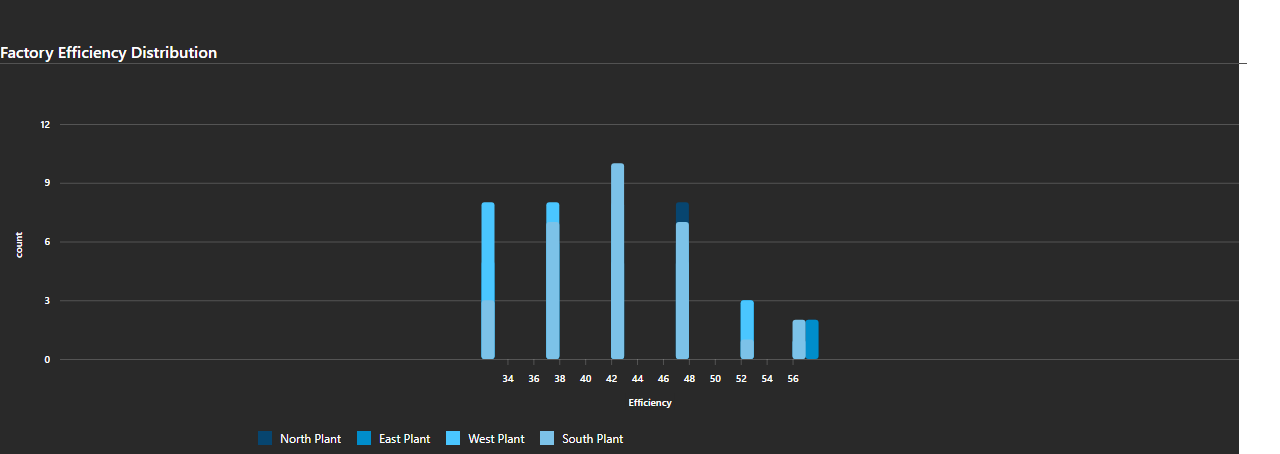 Factory Efficiency Distribution
12
9
6
3
0
count
34 36 38 40 42 44 46 48 50 52 54 56
Efficiency
North Plant East Plant West Plant South Plant